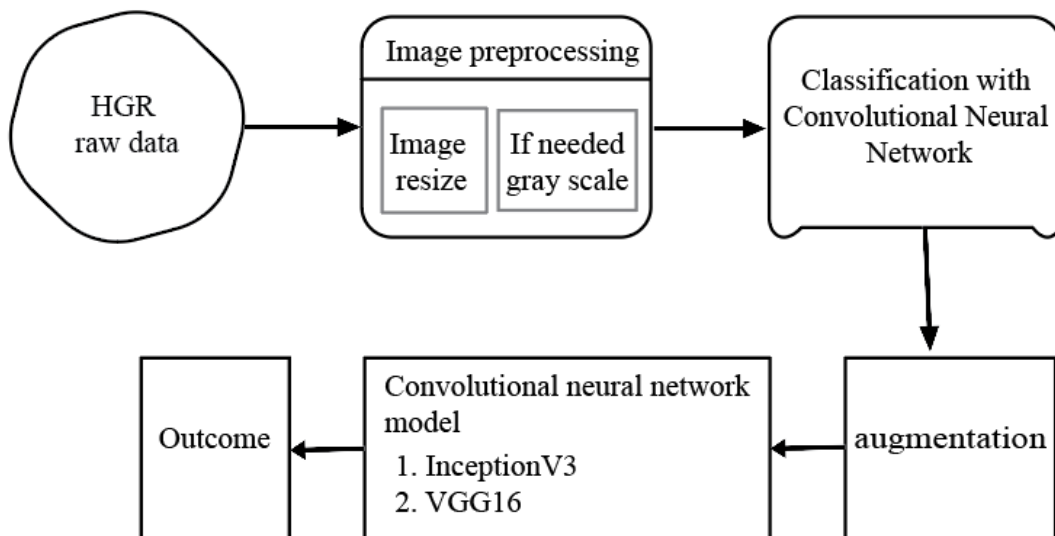 HGR
raw data
Image preprocessing
Image
resize
If needed
gray scale
Classification with
Convolutional Neural
Network
augmentation
Convolutional neural network
model
1. InceptionV3
2. VGG16
Outcome